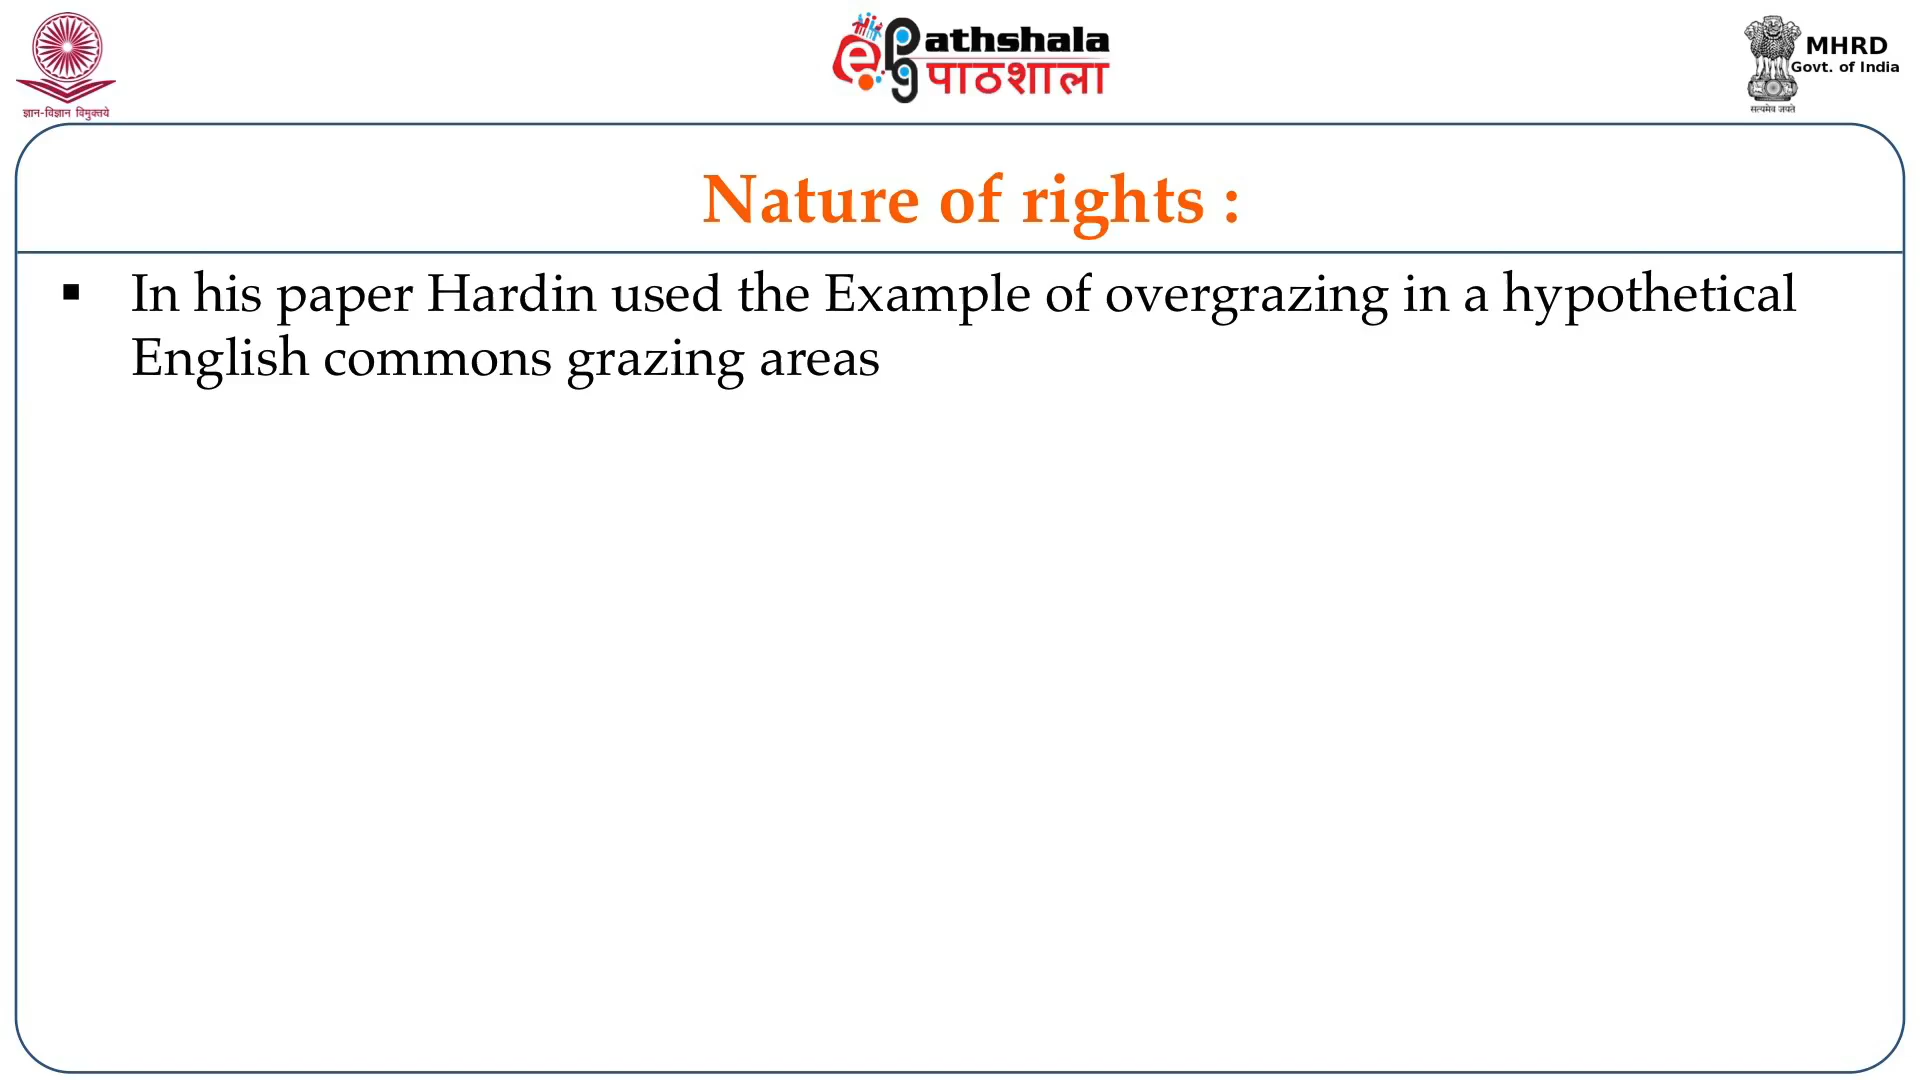 ज्ञान-विज्ञान विमुक्तये
ePathshala
पाठशाला
MHRD
Govt. of India
सत्यमेव जयते
Nature of rights :
▪ In his paper Hardin used the Example of overgrazing in a hypothetical
English commons grazing areas